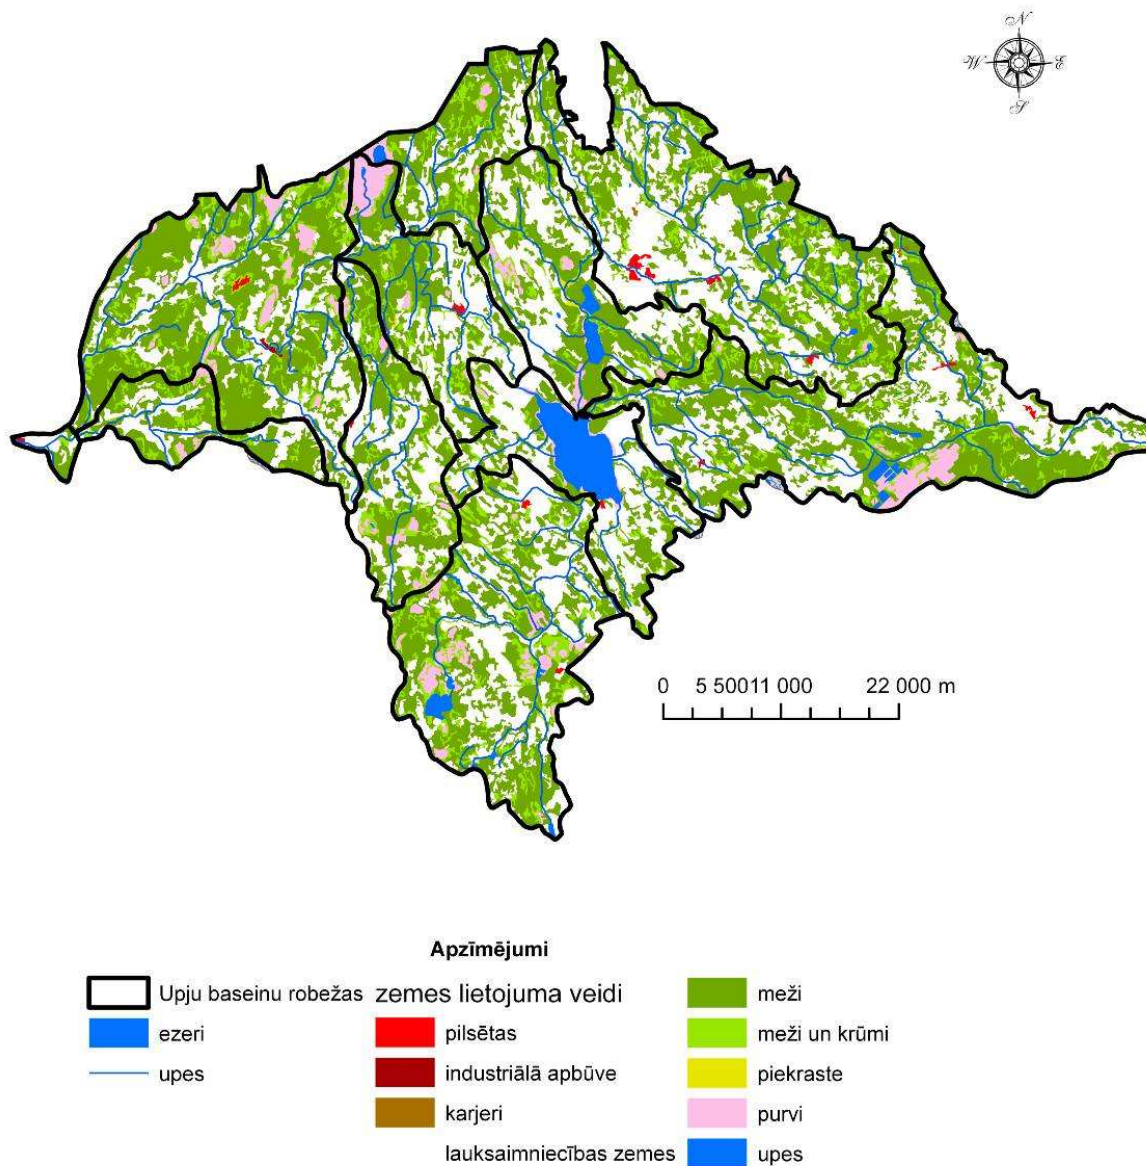 N
W E
S
0 5 50011 000 22 000 m
Apzīmējumi
Upju baseinu robežas
ezeri
upes
zemes lietojuma veidi
pilsētas
industriālā apbūve
karjeri
lauksaimniecības zemes
meži
meži un krūmi
piekraste
purvi
upes